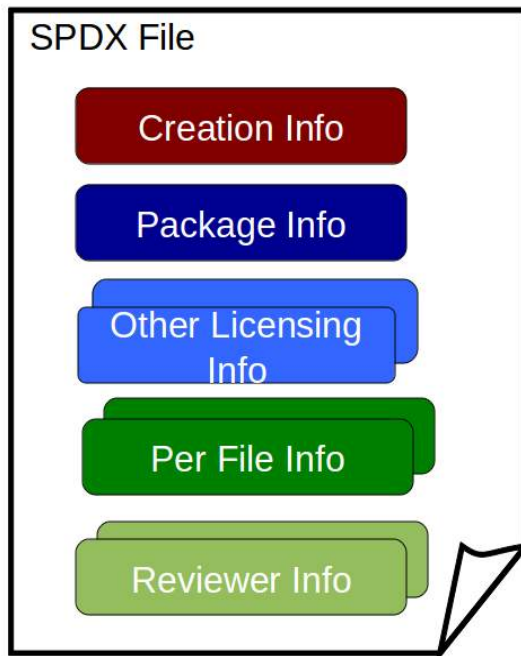 SPDX File
Creation Info
Package Info
Other Licensing
Info
Per File Info
Reviewer Info